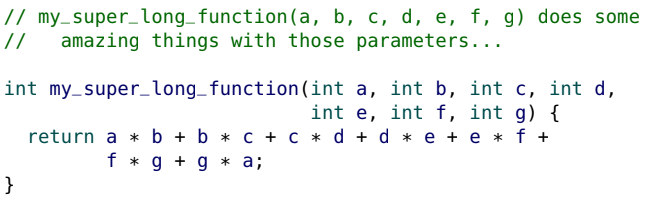 // my_super_long_function(a, b, c, d, e, f, g) does some
//   amazing things with those parameters...

int my_super_long_function(int a, int b, int c, int d,
                           int e, int f, int g) {
  return a * b + b * c + c * d + d * e + e * f +
         f * g + g * a;
}